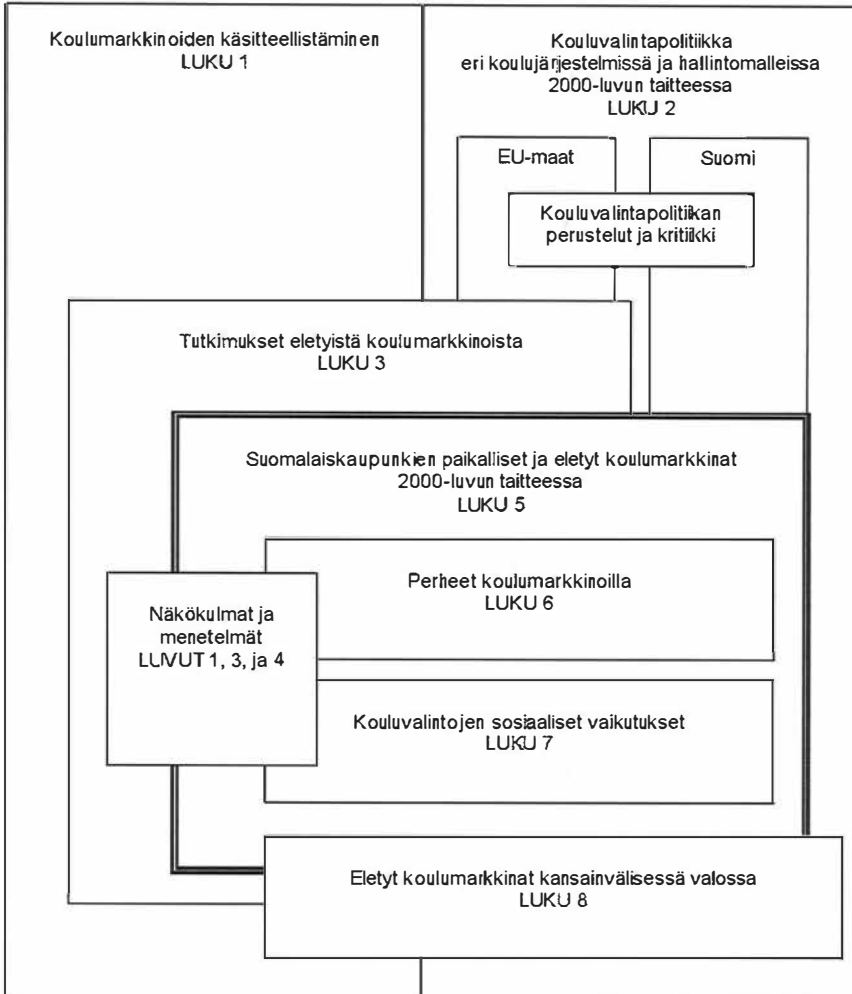 Koulumarkkinoiden käsitteellistäminen
LUKU 1
Kouluvalintapolitiikka
eri koulujärjestelmissä ja hallintomalleissa
2000-luvun taitteessa
LUKU 2
EU-maat
Suomi
Kouluvalintapolitiikan
perustelut ja kritiikki
Tutkimukset eletyistä koulumarkkinoista
LUKU 3
Suomalaiskaupunkien paikalliset ja eletyt koulumarkkinat
2000-luvun taitteessa
LUKU 5
Perheet koulumarkkinoilla
LUKU 6
Näkökulmat ja
menetelmät
LUVUT 1, 3, ja 4
Kouluvalintojen sosiaaliset vaikutukset
LUKU 7
Eletyt koulumarkkinat kansainvälisessä valossa
LUKU 8